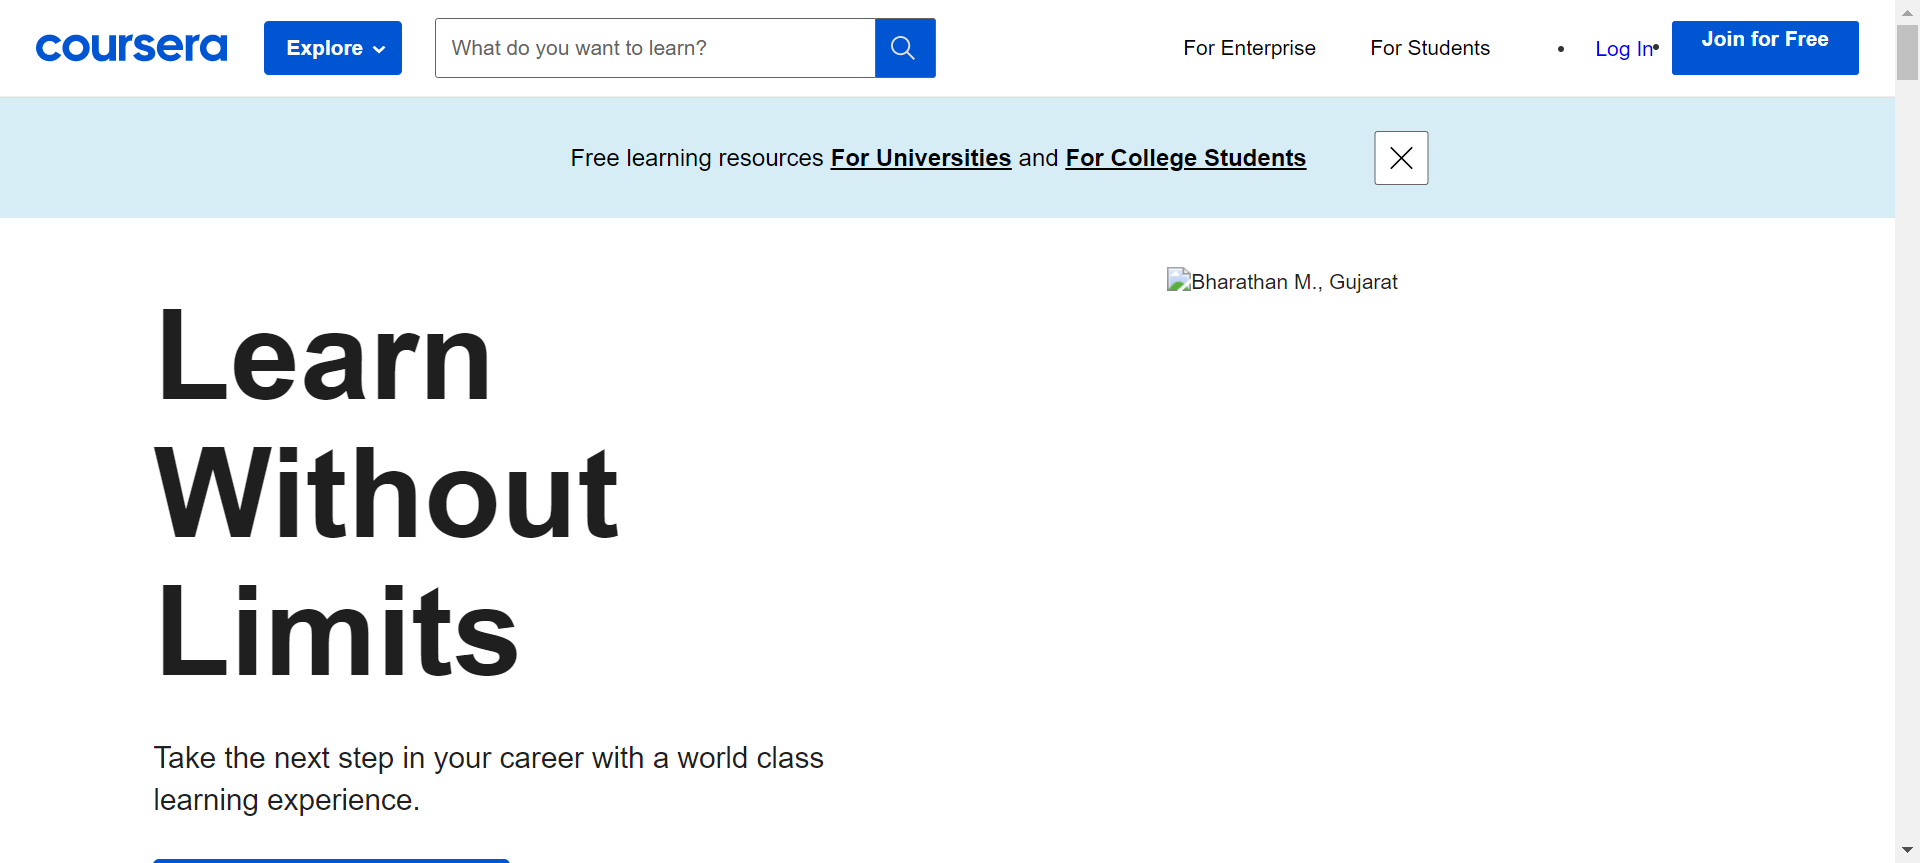 coursera Explore What do you want to learn? For Enterprise For Students • Log In • Join for Free
Free learning resources For Universities and For College Students
Bharathan M., Gujarat
Learn
Without
Limits
Take the next step in your career with a world class
learning experience.